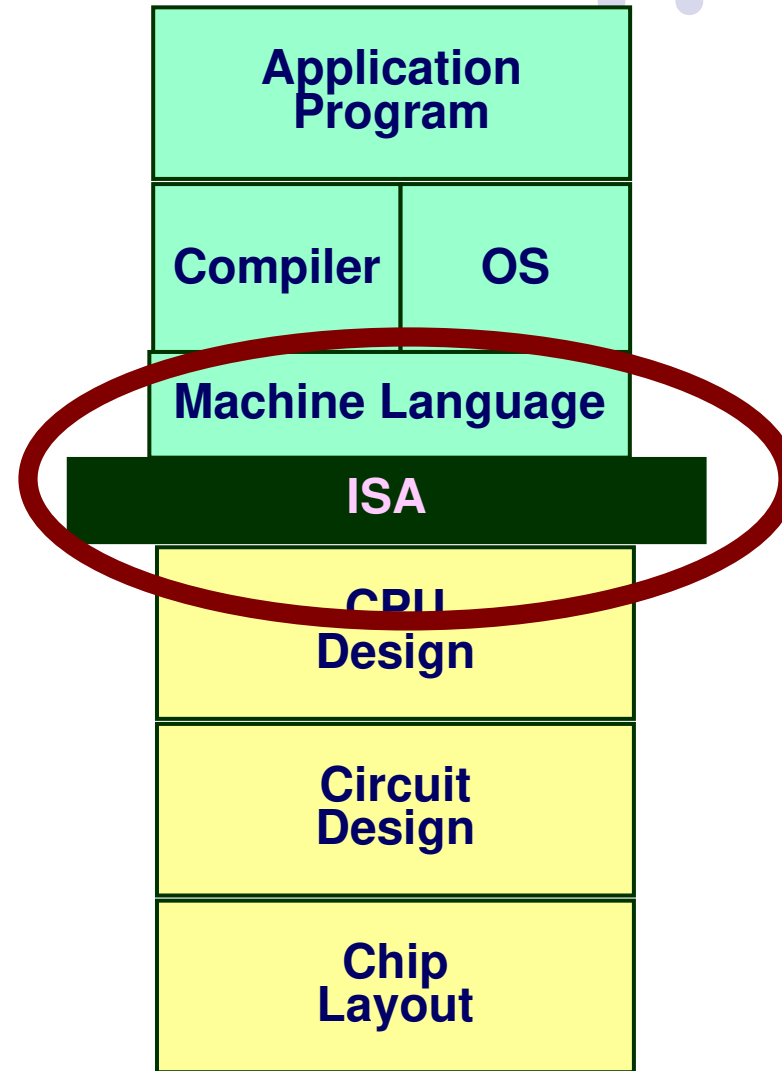 Application
Program
Compiler OS
Machine Language
ISA
CPU
Design
Circuit
Design
Chip
Layout